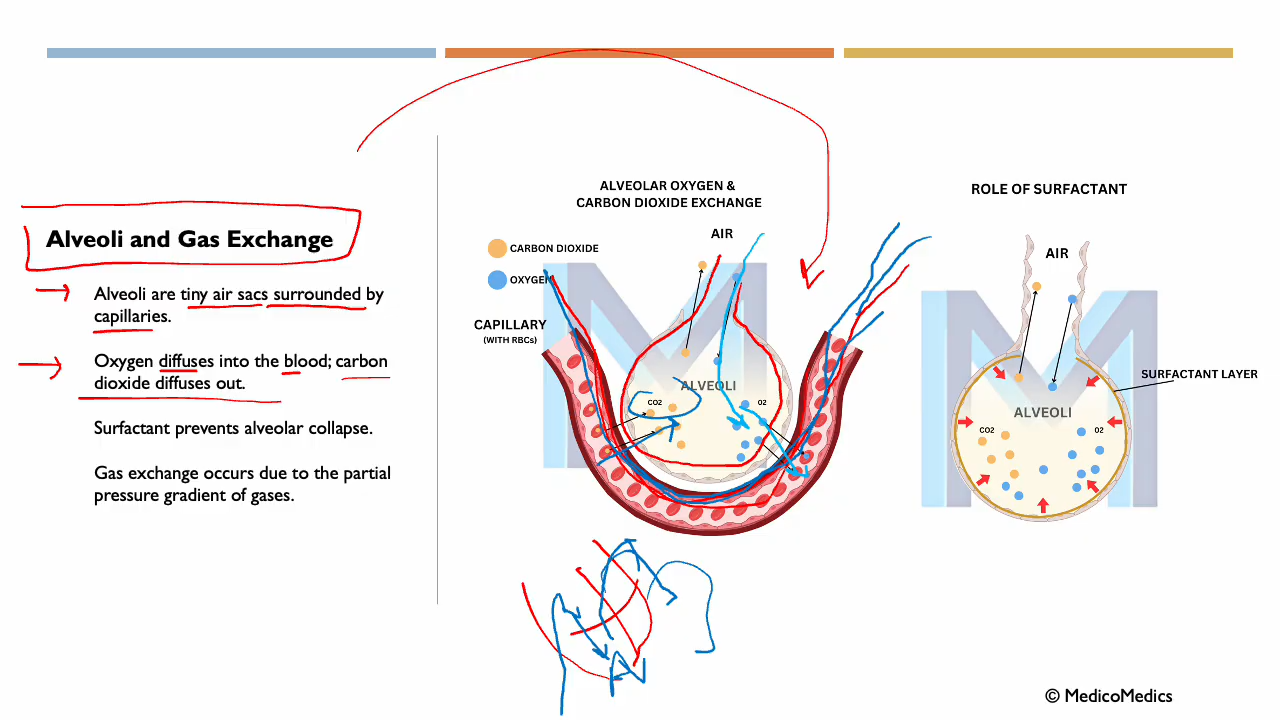 Alveoli and Gas Exchange
Alveoli are tiny air sacs surrounded by
capillaries.
Oxygen diffuses into the blood; carbon
dioxide diffuses out.
Surfactant prevents alveolar collapse.
Gas exchange occurs due to the partial
pressure gradient of gases.
ALVEOLAR OXYGEN &
CARBON DIOXIDE EXCHANGE
AIR
CARBON DIOXIDE
OXYGEN
CAPILLARY
(WITH RBCs)
ALVEOLI
CO2
O2
ROLE OF SURFACTANT
AIR
SURFACTANT LAYER
ALVEOLI
CO2
O2
© MedicoMedics